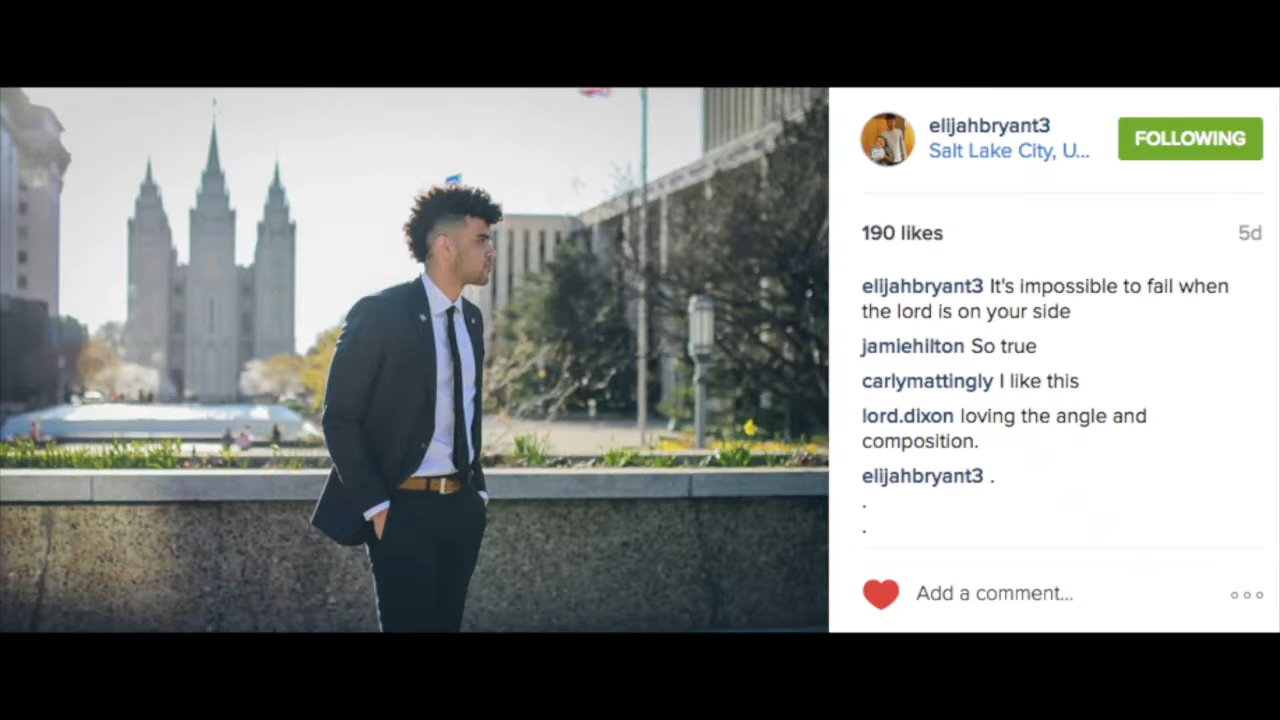 elijahbryant3
Salt Lake City, U...
FOLLOWING
190 likes
5d
elijahbryant3 It's impossible to fail when
the lord is on your side
jamiehilton So true
carlymattingly I like this
lord.dixon loving the angle and
composition.
elijahbryant3 .
.
.
Add a comment...